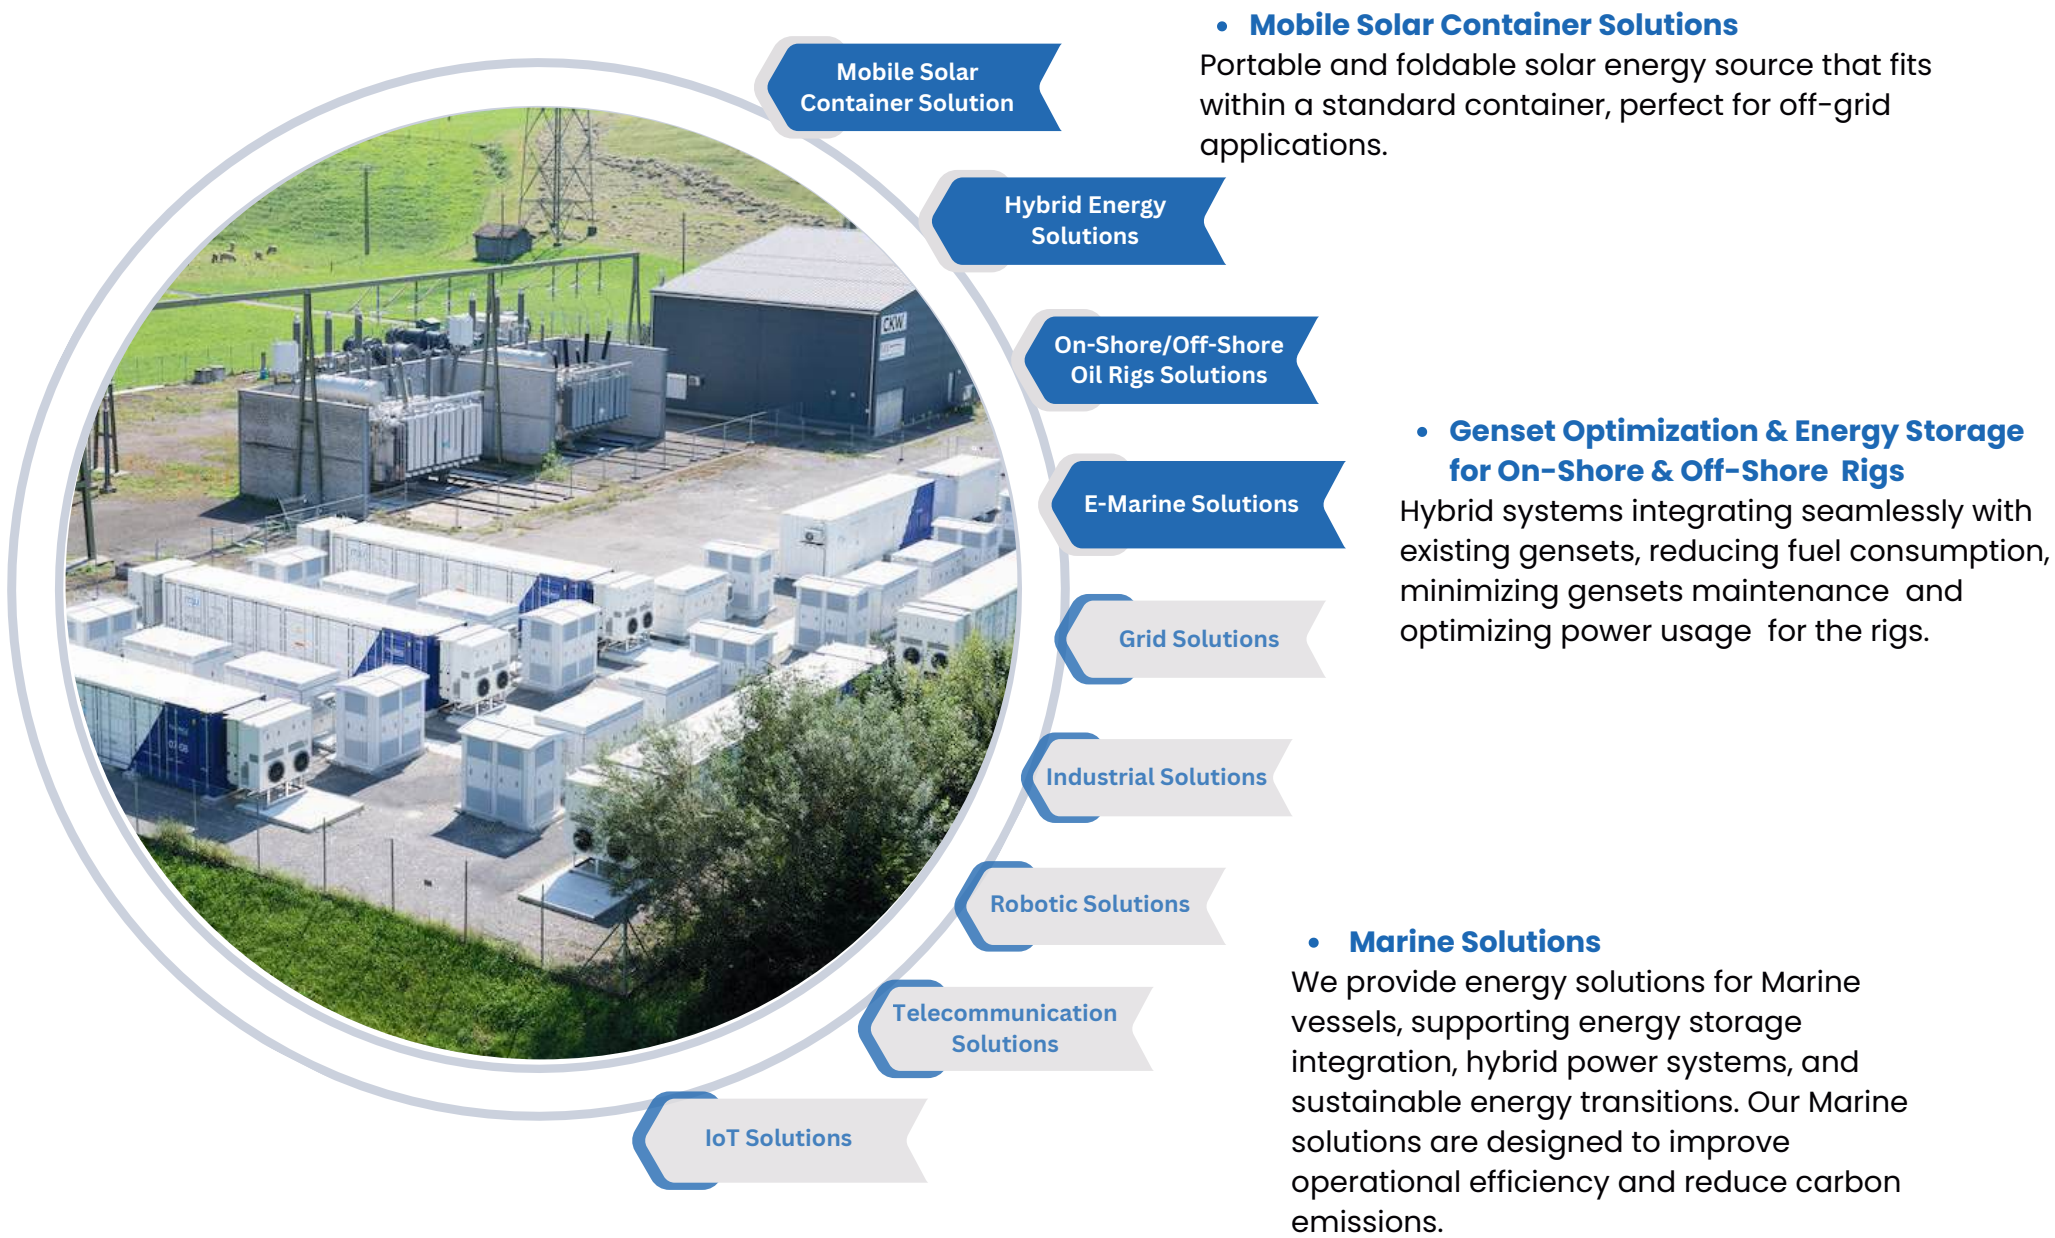 Mobile Solar
Container Solution
Hybrid Energy
Solutions
On-Shore/Off-Shore
Oil Rigs Solutions
E-Marine Solutions
Grid Solutions
Industrial Solutions
Robotic Solutions
Telecommunication
Solutions
IoT Solutions
• Mobile Solar Container Solutions
Portable and foldable solar energy source that fits
within a standard container, perfect for off-grid
applications.
• Genset Optimization & Energy Storage
for On-Shore & Off-Shore Rigs
Hybrid systems integrating seamlessly with
existing gensets, reducing fuel consumption,
minimizing gensets maintenance and
optimizing power usage for the rigs.
• Marine Solutions
We provide energy solutions for Marine
vessels, supporting energy storage
integration, hybrid power systems, and
sustainable energy transitions. Our Marine
solutions are designed to improve
operational efficiency and reduce carbon
emissions.
CKW